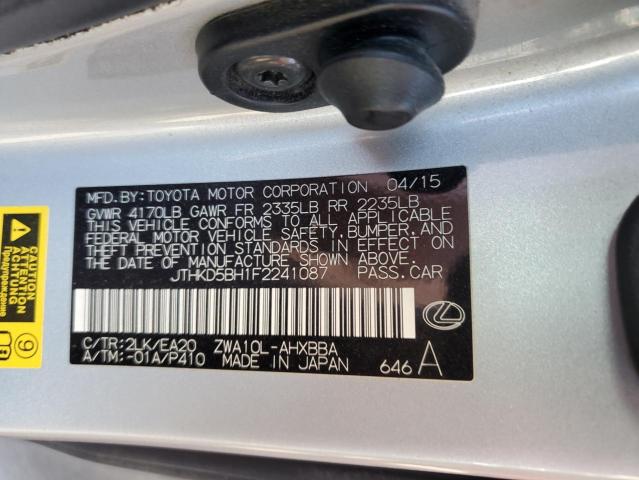 MFD.BY:TOYOTA MOTOR CORPORATION 04/15
GVWR 4170LB GAWR FR 2335LB RR 2235LB
THIS VEHICLE CONFORMS TO ALL APPLICABLE
FEDERAL MOTOR VEHICLE SAFETY,BUMPER,AND
THEFT PREVENTION STANDARDS IN EFFECT ON
THE DATE OF MANUFACTURE SHOWN ABOVE.
JTHKD5BH1F2241087 PASS.CAR
C/TR:2LK/EA20 ZWA10L-AHXBBA
A/TM:-01A/P410 MADE IN JAPAN 646 A
Предупреждение
9